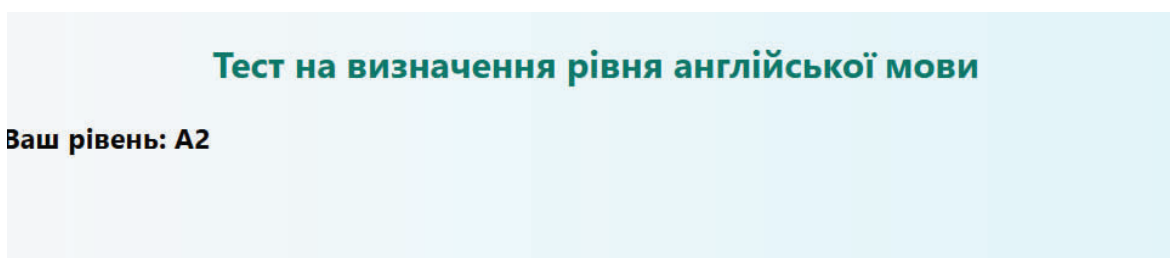 Тест на визначення рівня англійської мови
Ваш рівень: A2